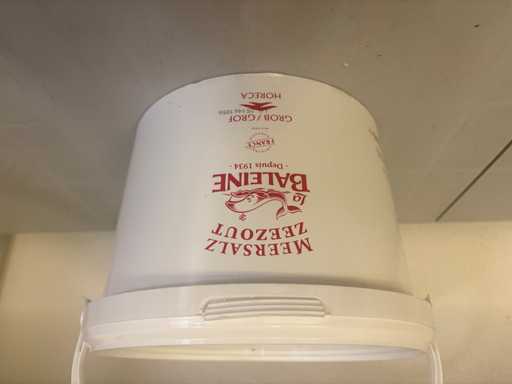 MEERSALZ
ZEEZOUT
La
BALEINE
- Depuis 1934 -
FRANCE
GROB / GROF
HORECA